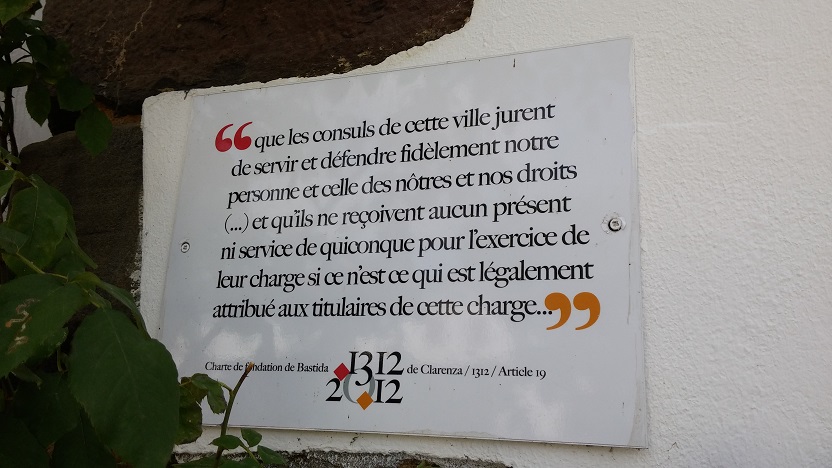 “que les consuls de cette ville jurent
de servir et défendre fidèlement notre
personne et celle des nôtres et nos droits
(...) et qu'ils ne reçoivent aucun présent
ni service de quiconque pour l'exercice de
leur charge si ce n'est ce qui est légalement
attribué aux titulaires de cette charge...”
Charte de fondation de Bastida de Clarenza / 1312 / Article 19
1312
2012